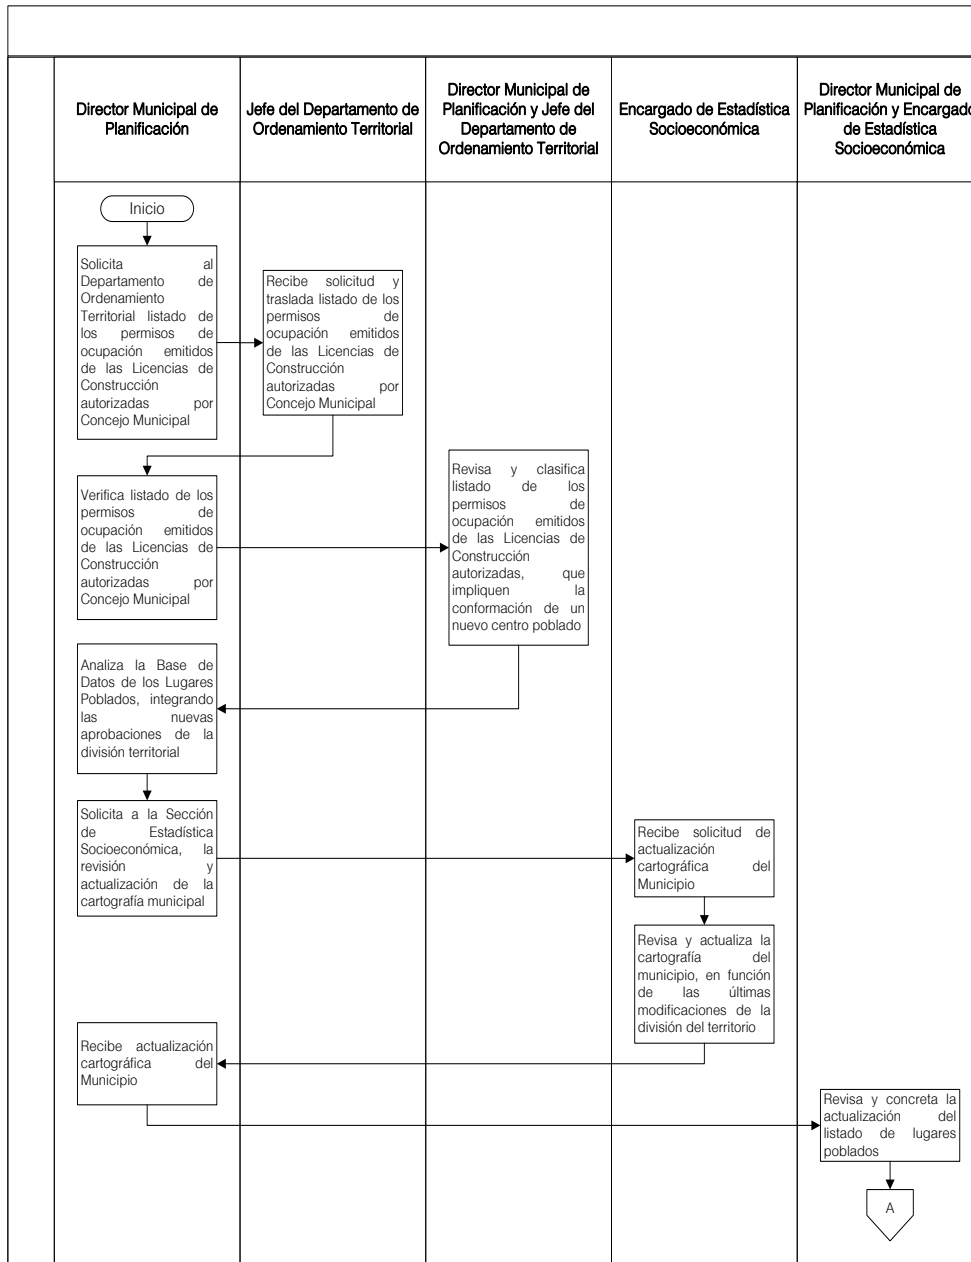 Director Municipal de
Planificación
Jefe del Departamento de
Ordenamiento Territorial
Director Municipal de
Planificación y Jefe del
Departamento de
Ordenamiento Territorial
Encargado de Estadística
Socioeconómica
Director Municipal de
Planificación y Encargado
de Estadística
Socioeconómica
Inicio
Solicita al
Departamento de
Ordenamiento
Territorial listado de
los permisos de
ocupación emitidos
de las Licencias de
Construcción
autorizadas por
Concejo Municipal
Recibe solicitud y
traslada listado de los
permisos de
ocupación emitidos
de las Licencias de
Construcción
autorizadas por
Concejo Municipal
Verifica listado de los
permisos de
ocupación emitidos
de las Licencias de
Construcción
autorizadas por
Concejo Municipal
Revisa y clasifica
listado de los
permisos de
ocupación emitidos
de las Licencias de
Construcción
autorizadas, que
impliquen la
conformación de un
nuevo centro poblado
Analiza la Base de
Datos de los Lugares
Poblados, integrando
las nuevas
aprobaciones de la
división territorial
Solicita a la Sección
de Estadística
Socioeconómica, la
revisión y
actualización de la
cartografía municipal
Recibe solicitud de
actualización
cartográfica del
Municipio
Revisa y actualiza la
cartografía del
municipio, en función
de las últimas
modificaciones de la
división del territorio
Recibe actualización
cartográfica del
Municipio
Revisa y concreta la
actualización del
listado de lugares
poblados
A